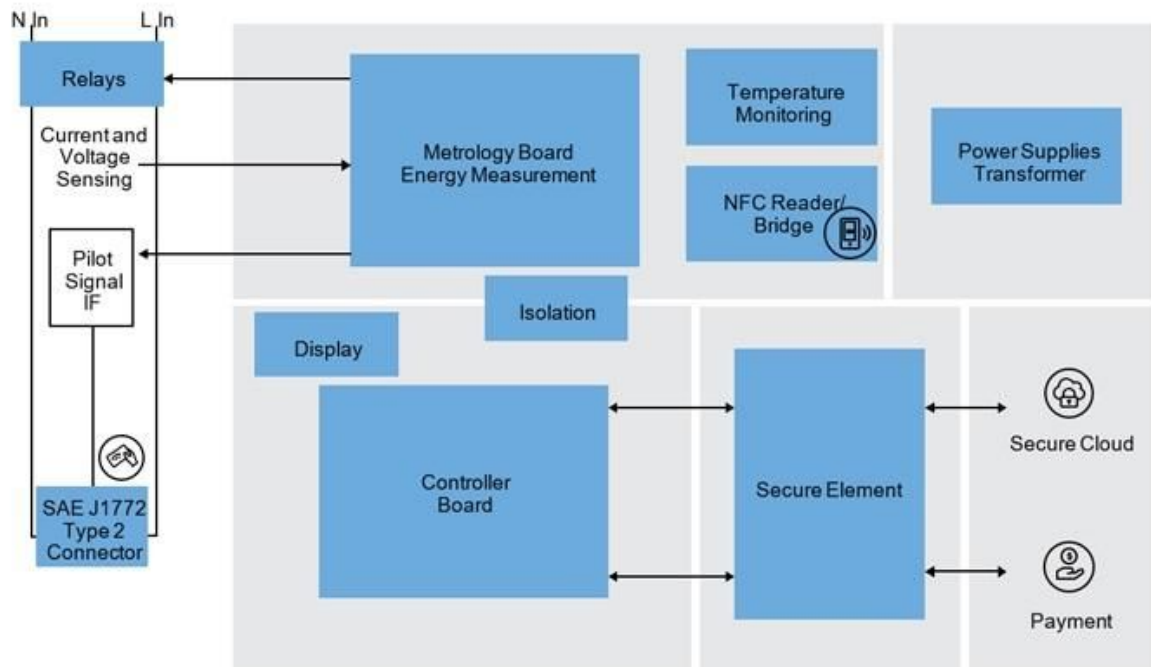 N In
L In
Relays
Current and
Voltage
Sensing
Pilot
Signal
IF
SAE J1772
Type 2
Connector
Metrology Board
Energy Measurement
Temperature
Monitoring
NFC Reader/
Bridge
Power Supplies
Transformer
Isolation
Display
Controller
Board
Secure Element
Secure Cloud
$
Payment